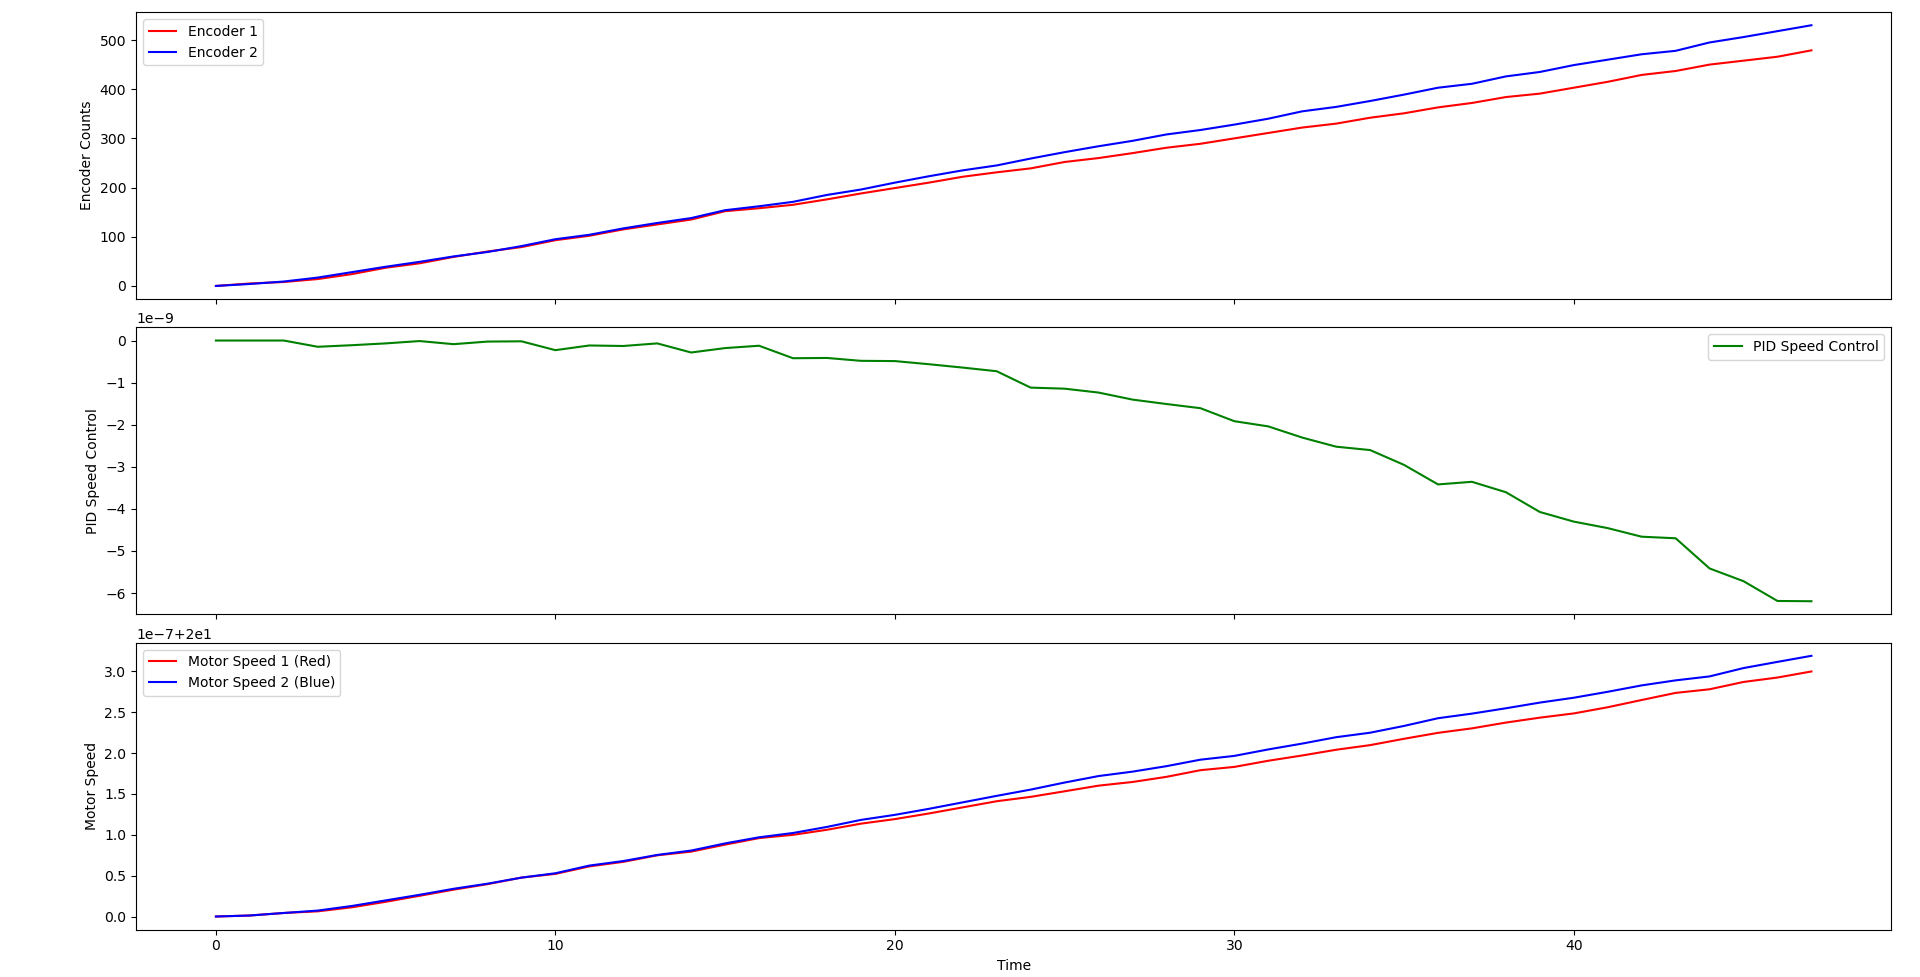 Encoder 1
Encoder 2
500
400
300
200
100
0
Encoder Counts
1e−9
PID Speed Control
0
−1
−2
−3
−4
−5
−6
PID Speed Control
1e−7+2e1
Motor Speed 1 (Red)
Motor Speed 2 (Blue)
3.0
2.5
2.0
1.5
1.0
0.5
0.0
Motor Speed
0 10 20 30 40
Time